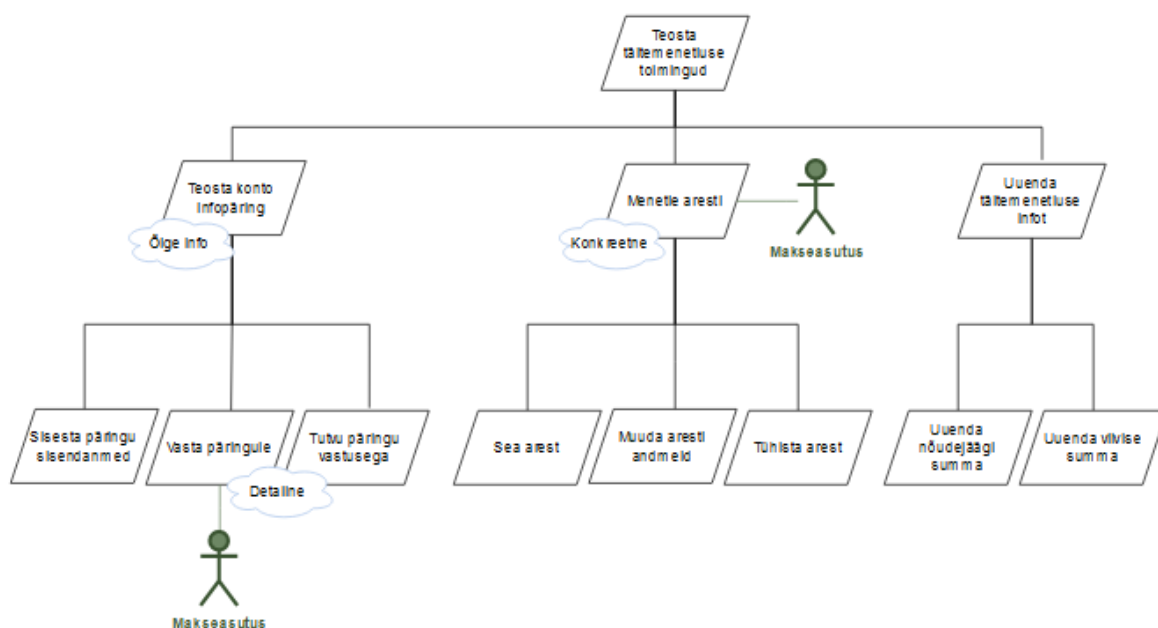 Teosta
täitemenetluse
toimingud
Teosta konto
infopäring
Õige info
Menetle aresti
Konkreetne
Makseasutus
Uuenda
täitemenetluse
infot
Sisesta päringu
sisendanmed
Vasta päringule
Tutvu päringu
vastusega
Detailne
Sea arest
Muuda aresti
andmeid
Tühista arest
Uuenda
nõudejäägi
summa
Uuenda viivise
summa
Makseasutus